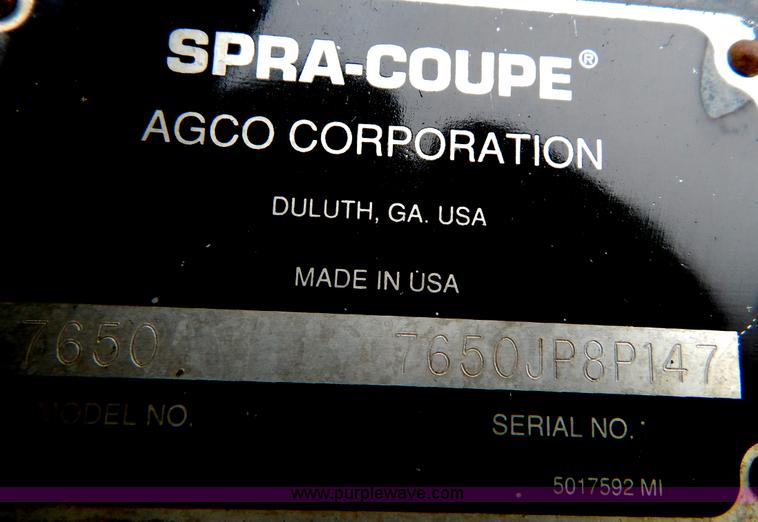 SPRA-COUPE®
AGCO CORPORATION
DULUTH, GA. USA
MADE IN USA
7650 7650JP8P147
MODEL NO. SERIAL NO.
5017592 MI
www.purplewave.com